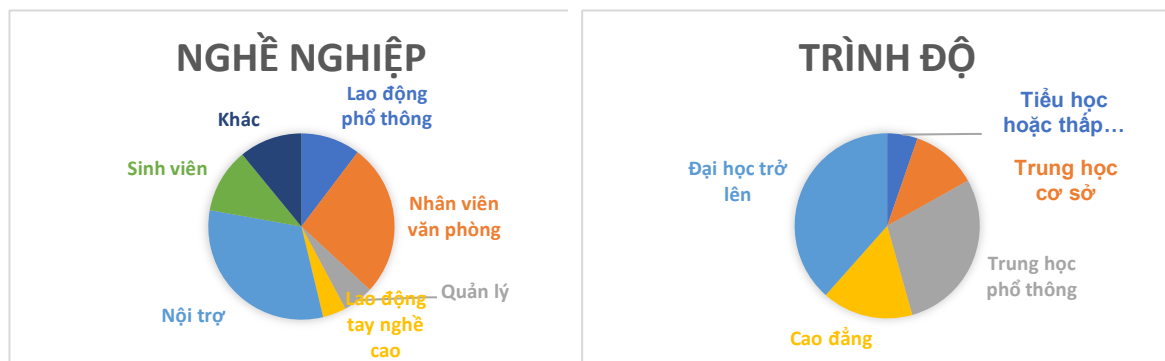 NGHỀ NGHIỆP
Lao động
phổ thông
Khác
Sinh viên
Nhân viên
văn phòng
Quản lý
Lao động
tay nghề
cao
Nội trợ
TRÌNH ĐỘ
Tiểu học
hoặc thấp…
Đại học trở
lên
Trung học
cơ sở
Trung học
phổ thông
Cao đẳng